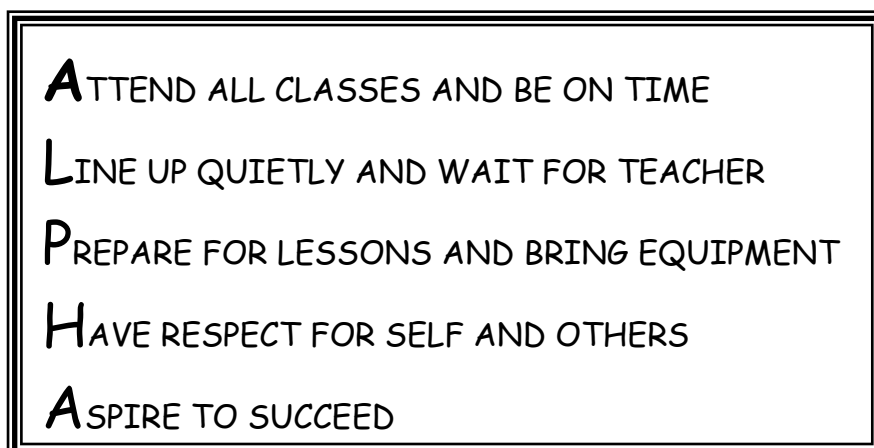 ATTEND ALL CLASSES AND BE ON TIME
LINE UP QUIETLY AND WAIT FOR TEACHER
PREPARE FOR LESSONS AND BRING EQUIPMENT
HAVE RESPECT FOR SELF AND OTHERS
ASPIRE TO SUCCEED